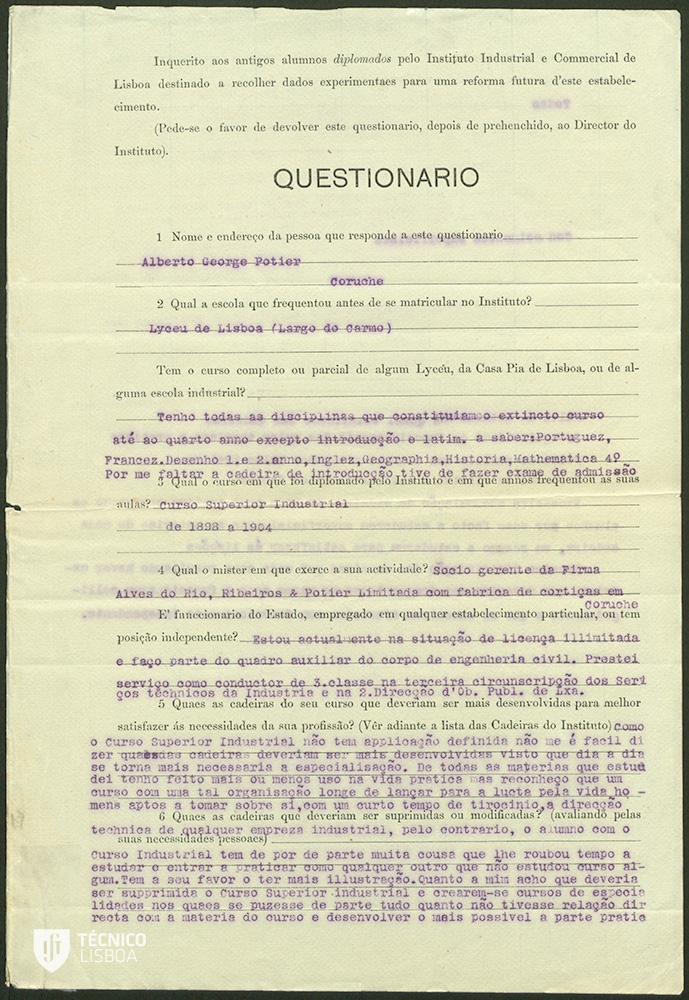 Inquerito aos antigos alumnos diplomados pelo Instituto Industrial e Commercial de
Lisboa destinado a recolher dados experimentaes para uma reforma futura d'este estabele-
cimento.
(Pede-se o favor de devolver este questionario, depois de prehenchido, ao Director do
Instituto).
QUESTIONARIO
1 Nome e endereço da pessoa que responde a este questionario
Alberto George Potier
Coruche
2 Qual a escola que frequentou antes de se matricular no Instituto?
Lyceu de Lisboa (Largo do Carmo)
Tem o curso completo ou parcial de algum Lyceu, da Casa Pia de Lisboa, ou de al-
guma escola industrial?
Tenho todas as disciplinas que constituiam o extincto curso
até ao quarto anno excepto introducção e latim. a saber:Portuguez,
Francez.Desenho 1.e 2.anno,Inglez,Geographia,Historia,Mathematica 4º
Por me faltar a cadeira de introducção tive de fazer exame de admissão
3 Qual o curso em que foi diplomado pelo Instituto e em que annos frequentou as suas
aulas? Curso Superior Industrial
de 1898 a 1904
4 Qual o mister em que exerce a sua actividade? Socio gerente da Firma
Alves do Rio, Ribeiros & Potier Limitada com fabrica de cortiças em
Coruche
E' funccionario do Estado, empregado em qualquer estabelecimento particular, ou tem
posição independente? Estou actualmente na situação de licença illimitada
e faço parte do quadro auxiliar do corpo de engenheria civil. Prestei
serviço como conductor de 3.classe na terceira circunscripção dos Seri
ços téchnicos da Industria e na 2.Direcção d'Ob. Publ. de Lxa.
5 Quaes as cadeiras do seu curso que deveriam ser mais desenvolvidas para melhor
satisfazer ás necessidades da sua profissão? (Vêr adiante a lista das Cadeiras do Instituto) Como
o Curso Superior Industrial não tem applicação definida não me é facil di
zer quaes das cadeiras deveriam ser mais desenvolvidas visto que dia a dia
se torna mais necessaria a especialisação. De todas as materias que estu
dei tenho feito mais ou menos uso na vida pratica mas reconheço que um
curso com uma tal organisação longe de lançar para a lucta pela vida ho -
mens aptos a tomar sobre si,com um curto tempo de tirocinio,a direcção
6 Quaes as cadeiras que deveriam ser suprimidas ou modificadas? (avaliando pelas
technica de qualquer empreza industrial, pelo contrario, o alumno com o
suas necessidades pessoaes)
Curso Industrial tem de por de parte muita cousa que lhe roubou tempo a
estudar e entrar a praticar como qualquer outro que não estudou curso al-
gum.Tem a seu favor o ter mais illustração.Quanto a mim acho que deveria
ser supprimida o Curso Superior industrial e crearem-se cursos de especia
lidades nos quaes se puzesse de parte tudo quanto não tivesse relação dir
recta com a materia do curso e desenvolver o mais possivel a parte pratic
TÉCNICO
LISBOA